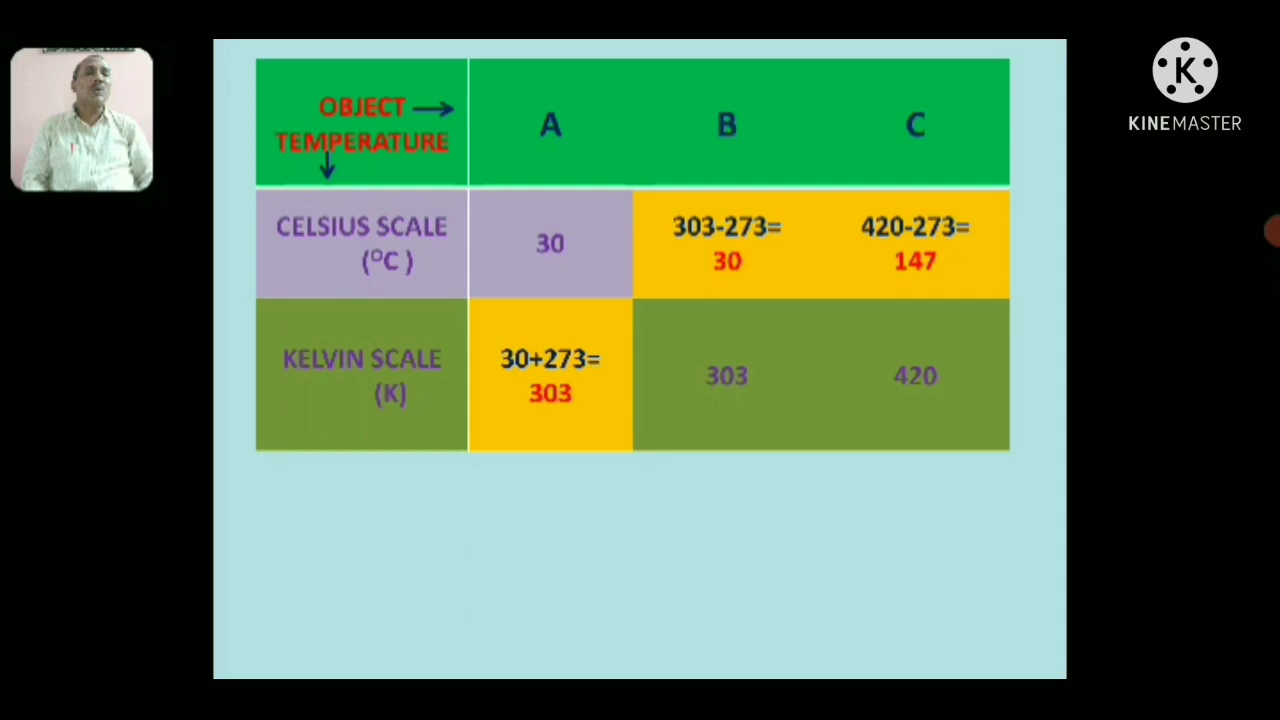 OBJECT →
TEMPERATURE
↓
A
B
C
CELSIUS SCALE
(⁰C )
30
303-273=
30
420-273=
147
KELVIN SCALE
(K)
30+273=
303
303
420
K
KINEMASTER